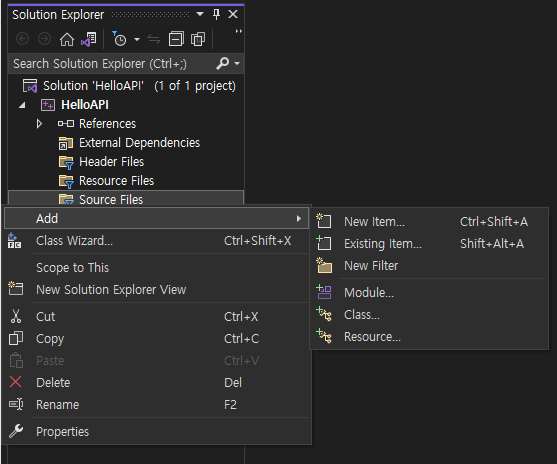 Solution Explorer
Search Solution Explorer (Ctrl+;)
Solution 'HelloAPI' (1 of 1 project)
HelloAPI
References
External Dependencies
Header Files
Resource Files
Source Files
Add
Class Wizard... Ctrl+Shift+X
Scope to This
New Solution Explorer View
Cut Ctrl+X
Copy Ctrl+C
Paste Ctrl+V
Delete Del
Rename F2
Properties
New Item... Ctrl+Shift+A
Existing Item... Shift+Alt+A
New Filter
Module...
Class...
Resource...